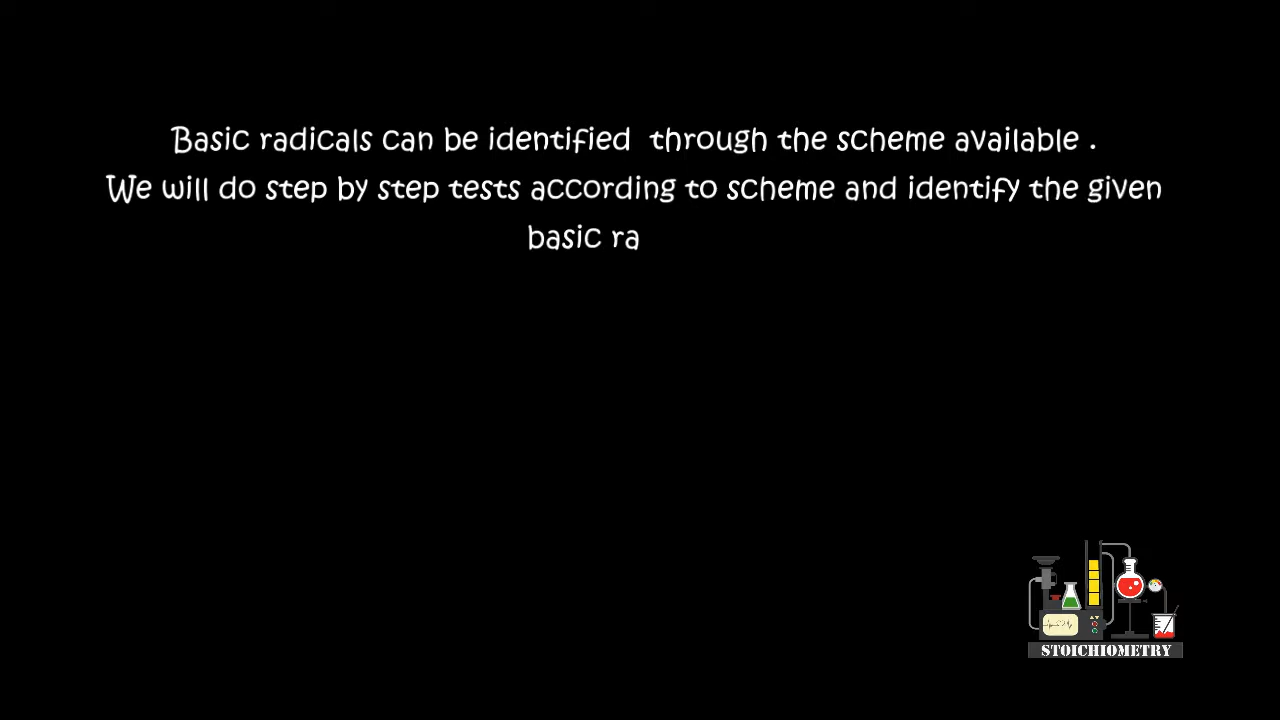 Basic radicals can be identified through the scheme available .
We will do step by step tests according to scheme and identify the given
basic ra
STOICHIOMETRY